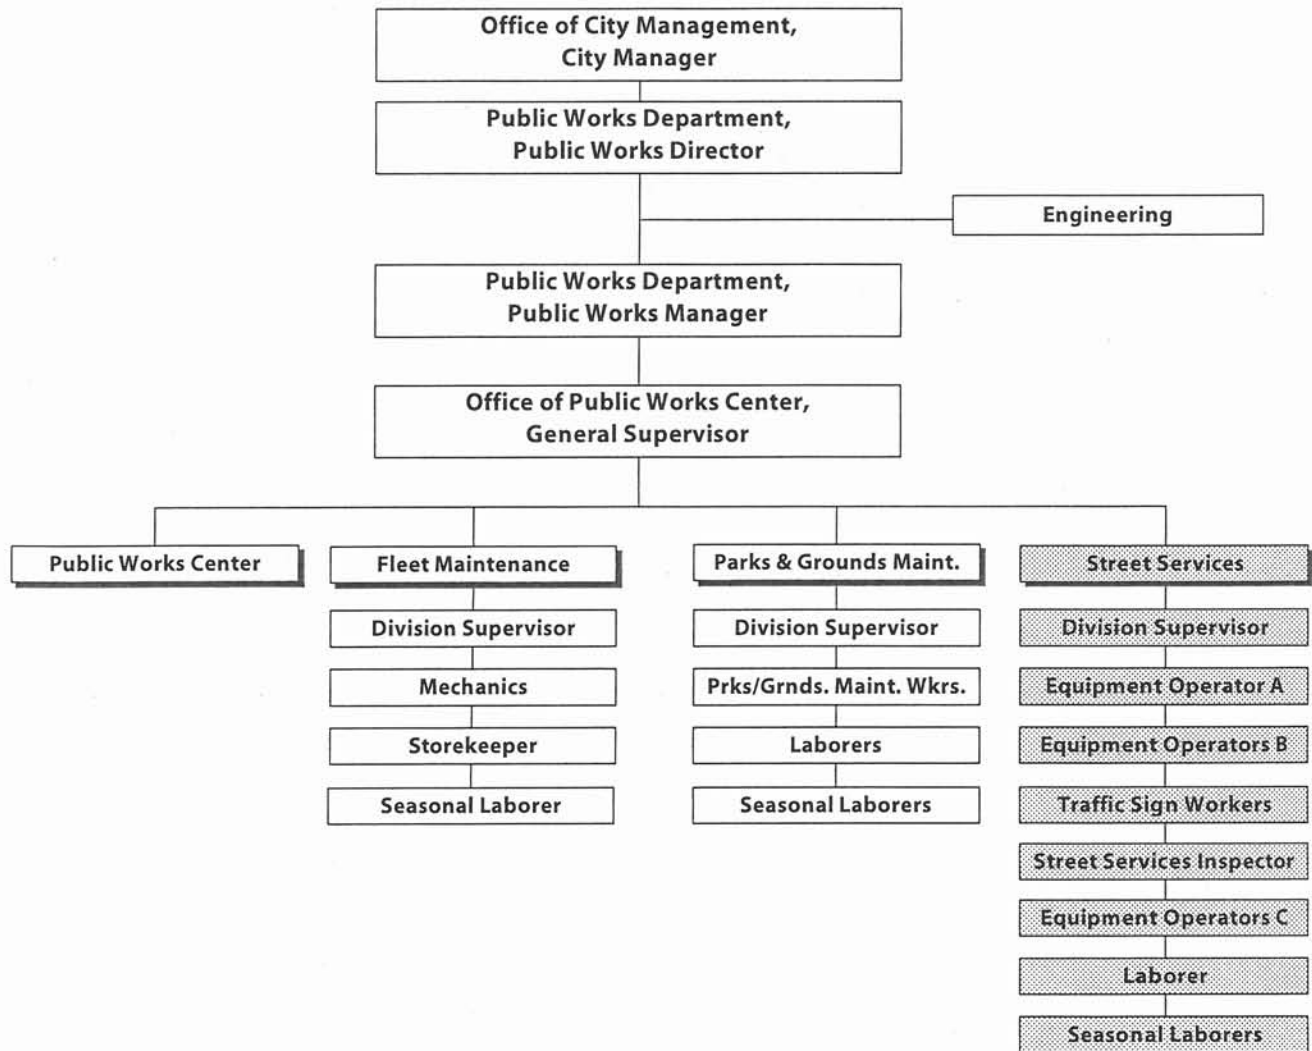 Office of City Management,
City Manager
Public Works Department,
Public Works Director
Engineering
Public Works Department,
Public Works Manager
Office of Public Works Center,
General Supervisor
Public Works Center
Fleet Maintenance
Parks & Grounds Maint.
Street Services
Division Supervisor
Division Supervisor
Division Supervisor
Mechanics
Prks/Grnds. Maint. Wkrs.
Equipment Operator A
Storekeeper
Laborers
Equipment Operators B
Seasonal Laborer
Seasonal Laborers
Traffic Sign Workers
Street Services Inspector
Equipment Operators C
Laborer
Seasonal Laborers